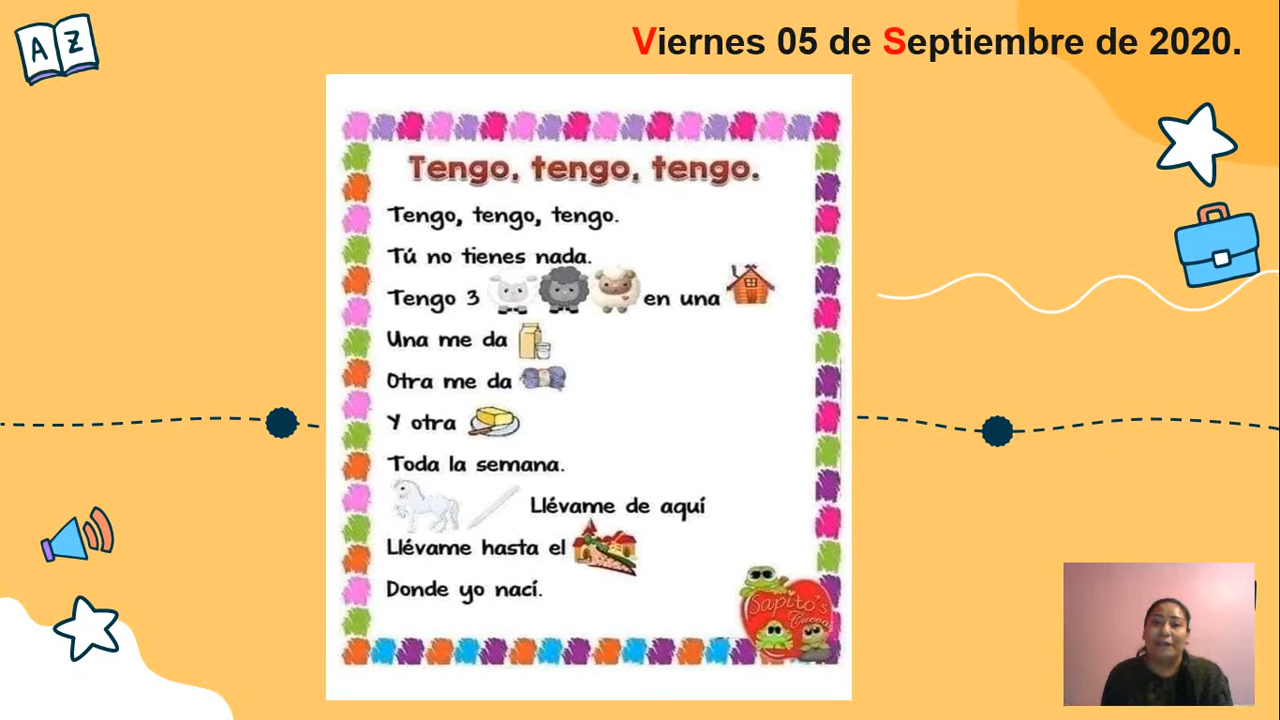 A Z
Viernes 05 de Septiembre de 2020.
Tengo, tengo, tengo.
Tengo, tengo, tengo.
Tú no tienes nada.
Tengo 3 en una
Una me da
Otra me da
Y otra
Toda la semana.
Llévame de aquí
Llévame hasta el
Donde yo nací.
Sapito's